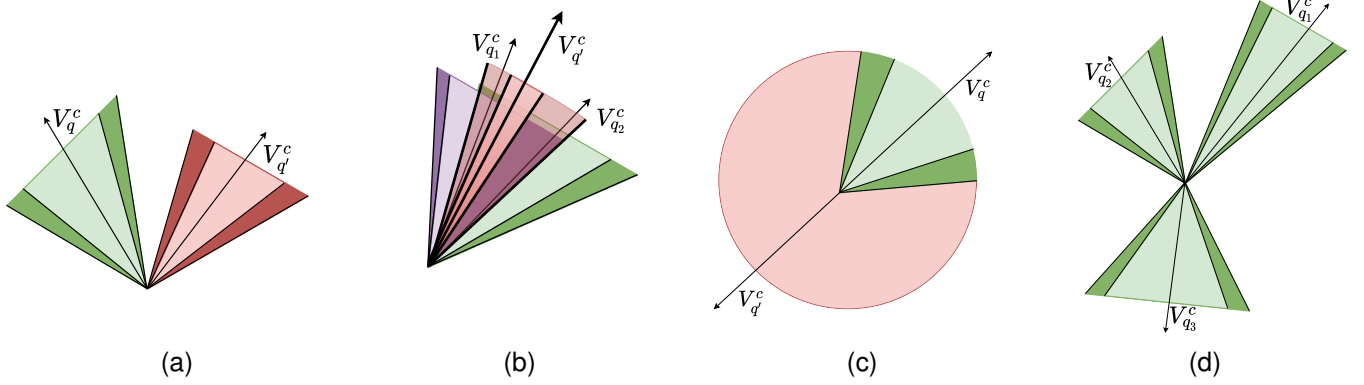 V_q^c V_{q'}^c
(a)
V_{q_1}^c V_{q'}^c V_{q_2}^c
(b)
V_q^c
V_{q'}^c
(c)
V_{q_1}^c
V_{q_2}^c
V_{q_3}^c
(d)